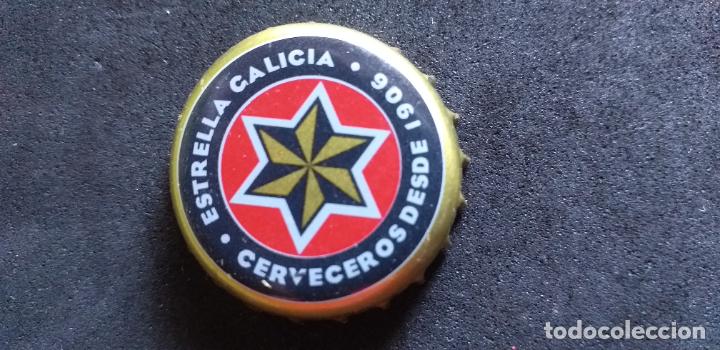 • ESTRELLA GALICIA •
CERVECEROS DESDE 1906
todocoleccion